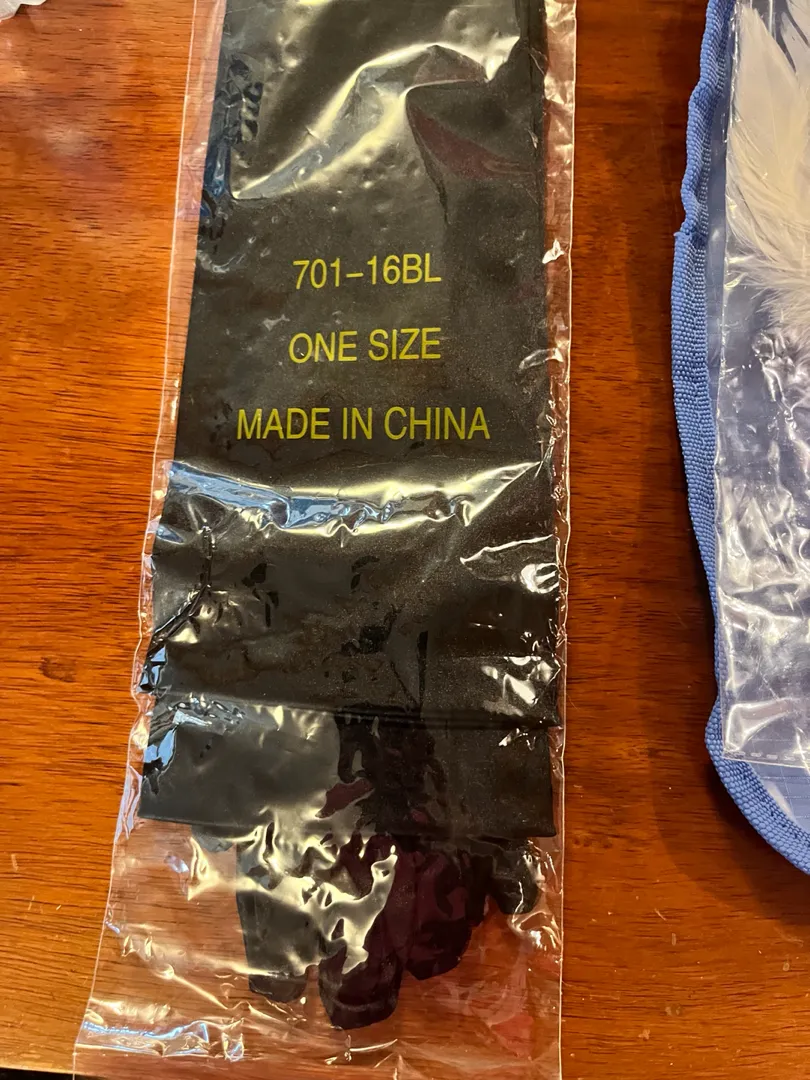 701-16BL
ONE SIZE
MADE IN CHINA